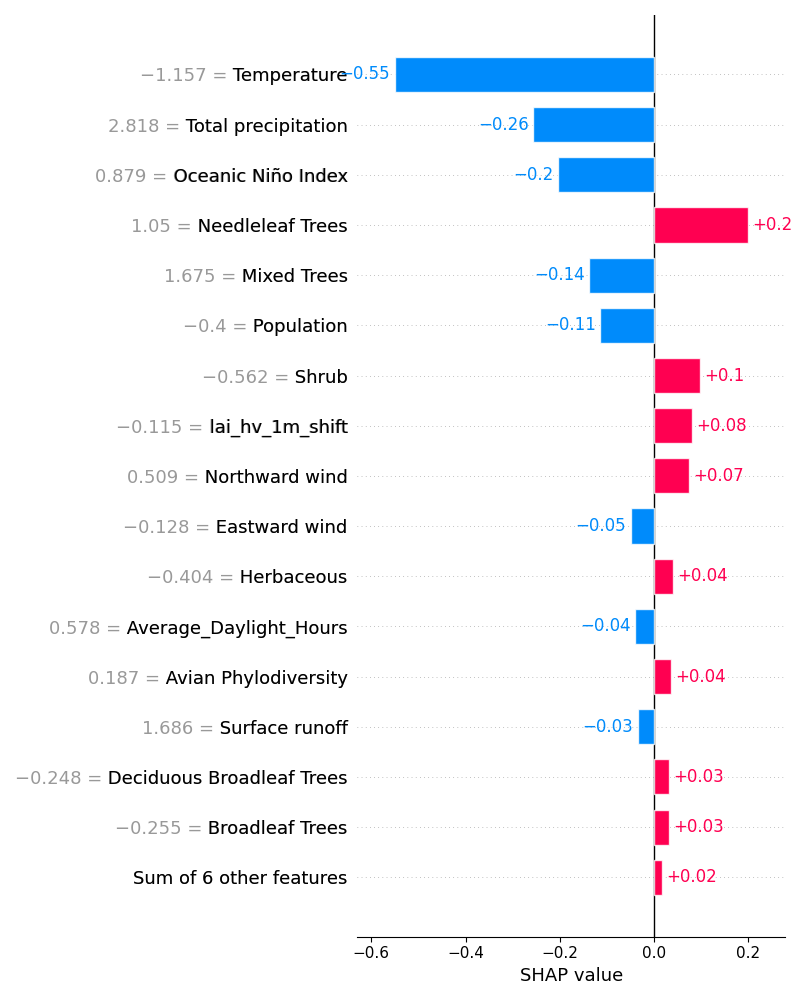 −1.157 = Temperature −0.55
2.818 = Total precipitation −0.26
0.879 = Oceanic Niño Index −0.2
1.05 = Needleleaf Trees +0.2
1.675 = Mixed Trees −0.14
−0.4 = Population −0.11
−0.562 = Shrub +0.1
−0.115 = lai_hv_1m_shift +0.08
0.509 = Northward wind +0.07
−0.128 = Eastward wind −0.05
−0.404 = Herbaceous +0.04
0.578 = Average_Daylight_Hours −0.04
0.187 = Avian Phylodiversity +0.04
1.686 = Surface runoff −0.03
−0.248 = Deciduous Broadleaf Trees +0.03
−0.255 = Broadleaf Trees +0.03
Sum of 6 other features +0.02
−0.6 −0.4 −0.2 0.0 0.2
SHAP value